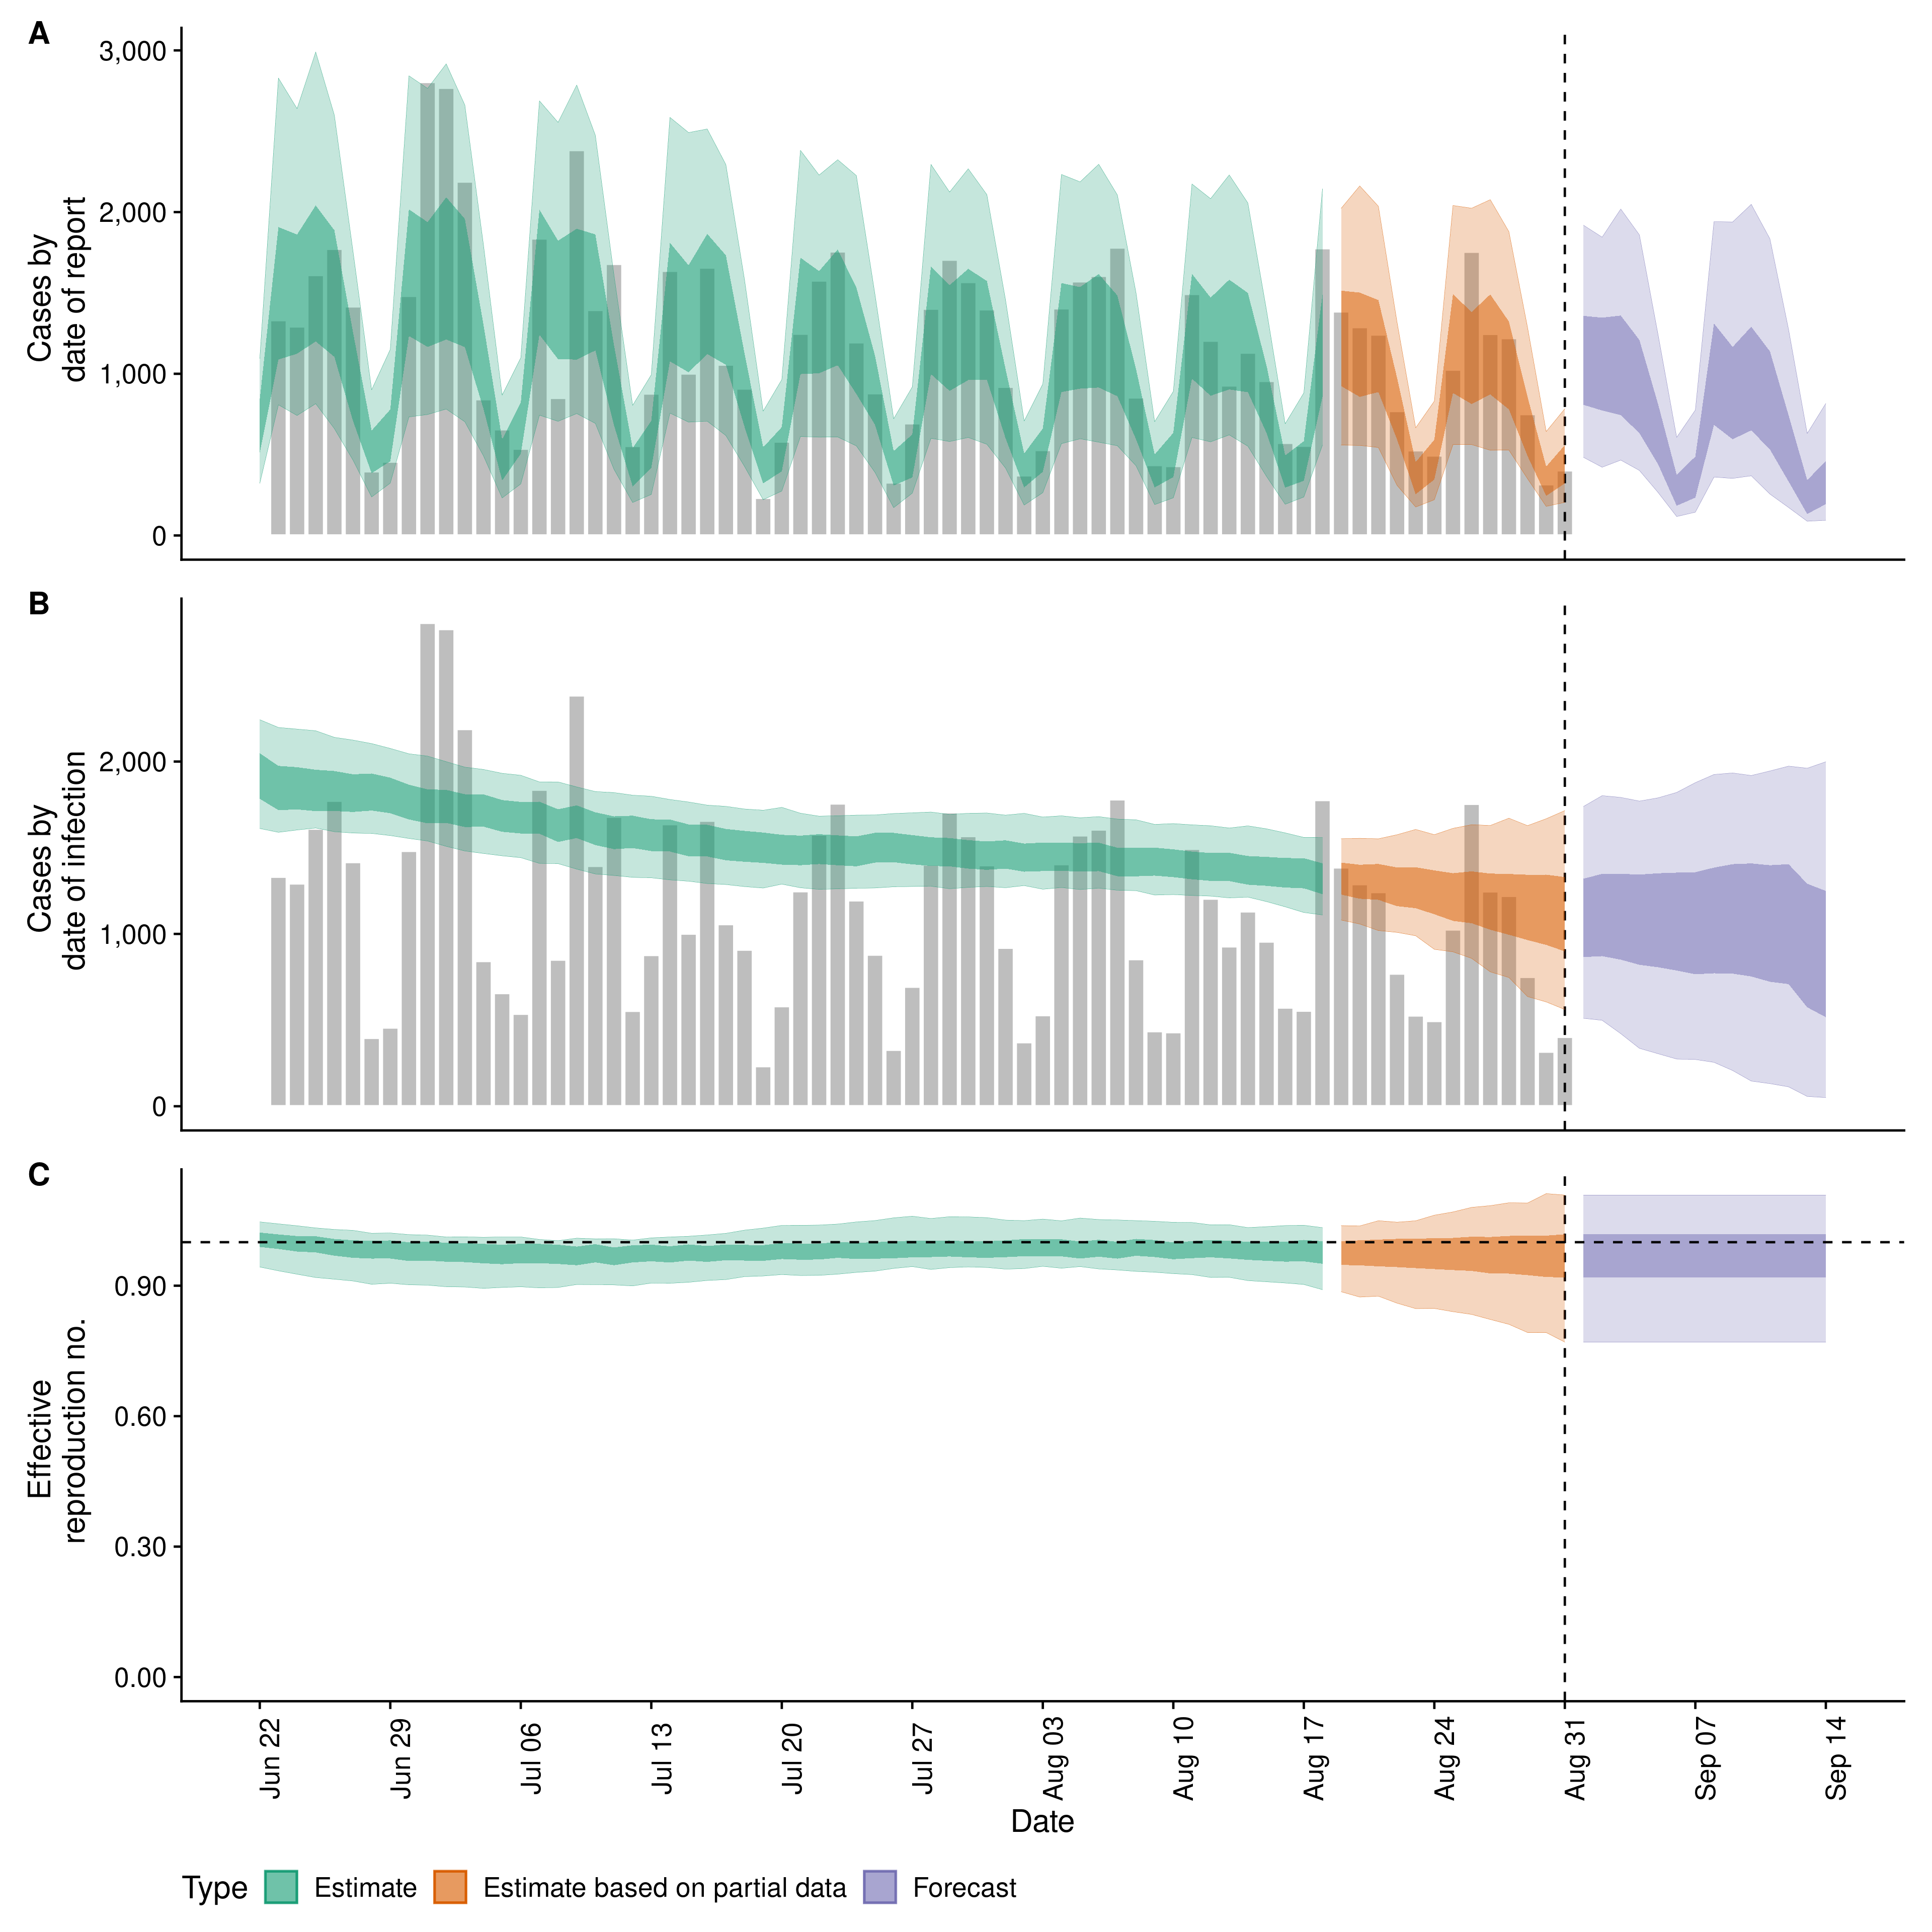 A
Cases by
date of report
3,000
2,000
1,000
0
B
Cases by
date of infection
2,000
1,000
0
C
Effective
reproduction no.
0.90
0.60
0.30
0.00
Jun 22
Jun 29
Jul 06
Jul 13
Jul 20
Jul 27
Aug 03
Aug 10
Aug 17
Aug 24
Aug 31
Sep 07
Sep 14
Date
Type Estimate Estimate based on partial data Forecast